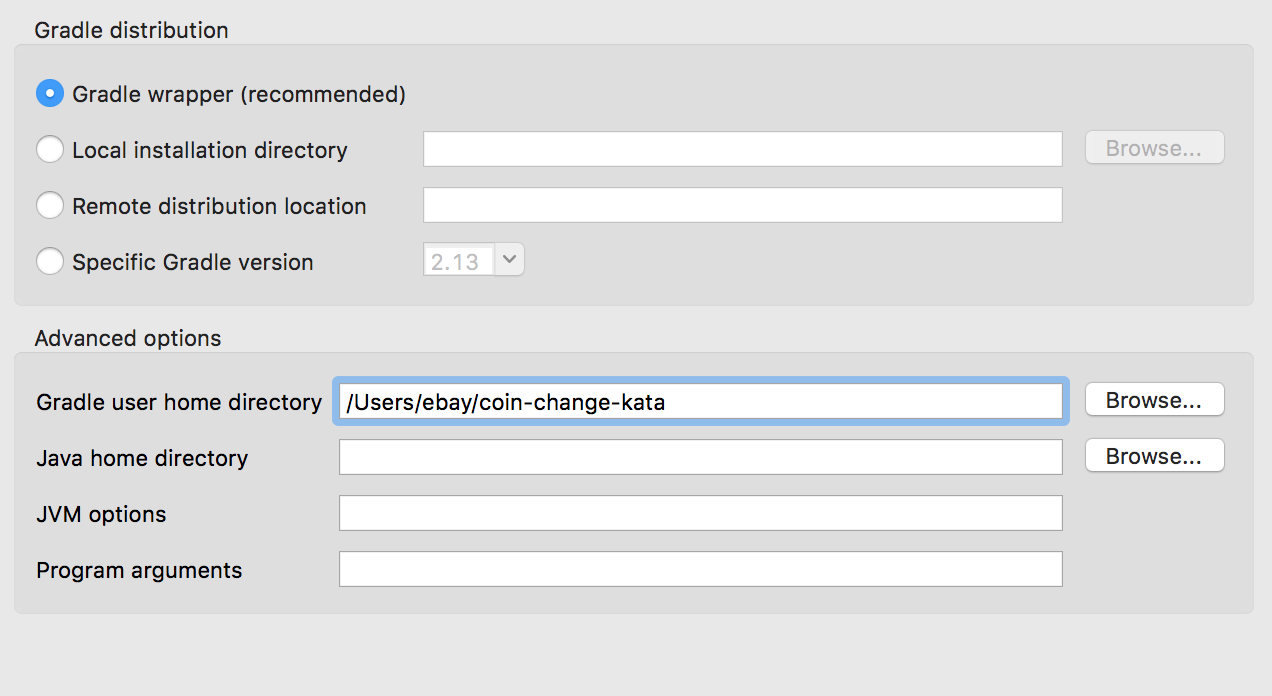 Gradle distribution
Gradle wrapper (recommended)
Local installation directory Browse...
Remote distribution location
Specific Gradle version 2.13
Advanced options
Gradle user home directory /Users/ebay/coin-change-kata Browse...
Java home directory Browse...
JVM options
Program arguments